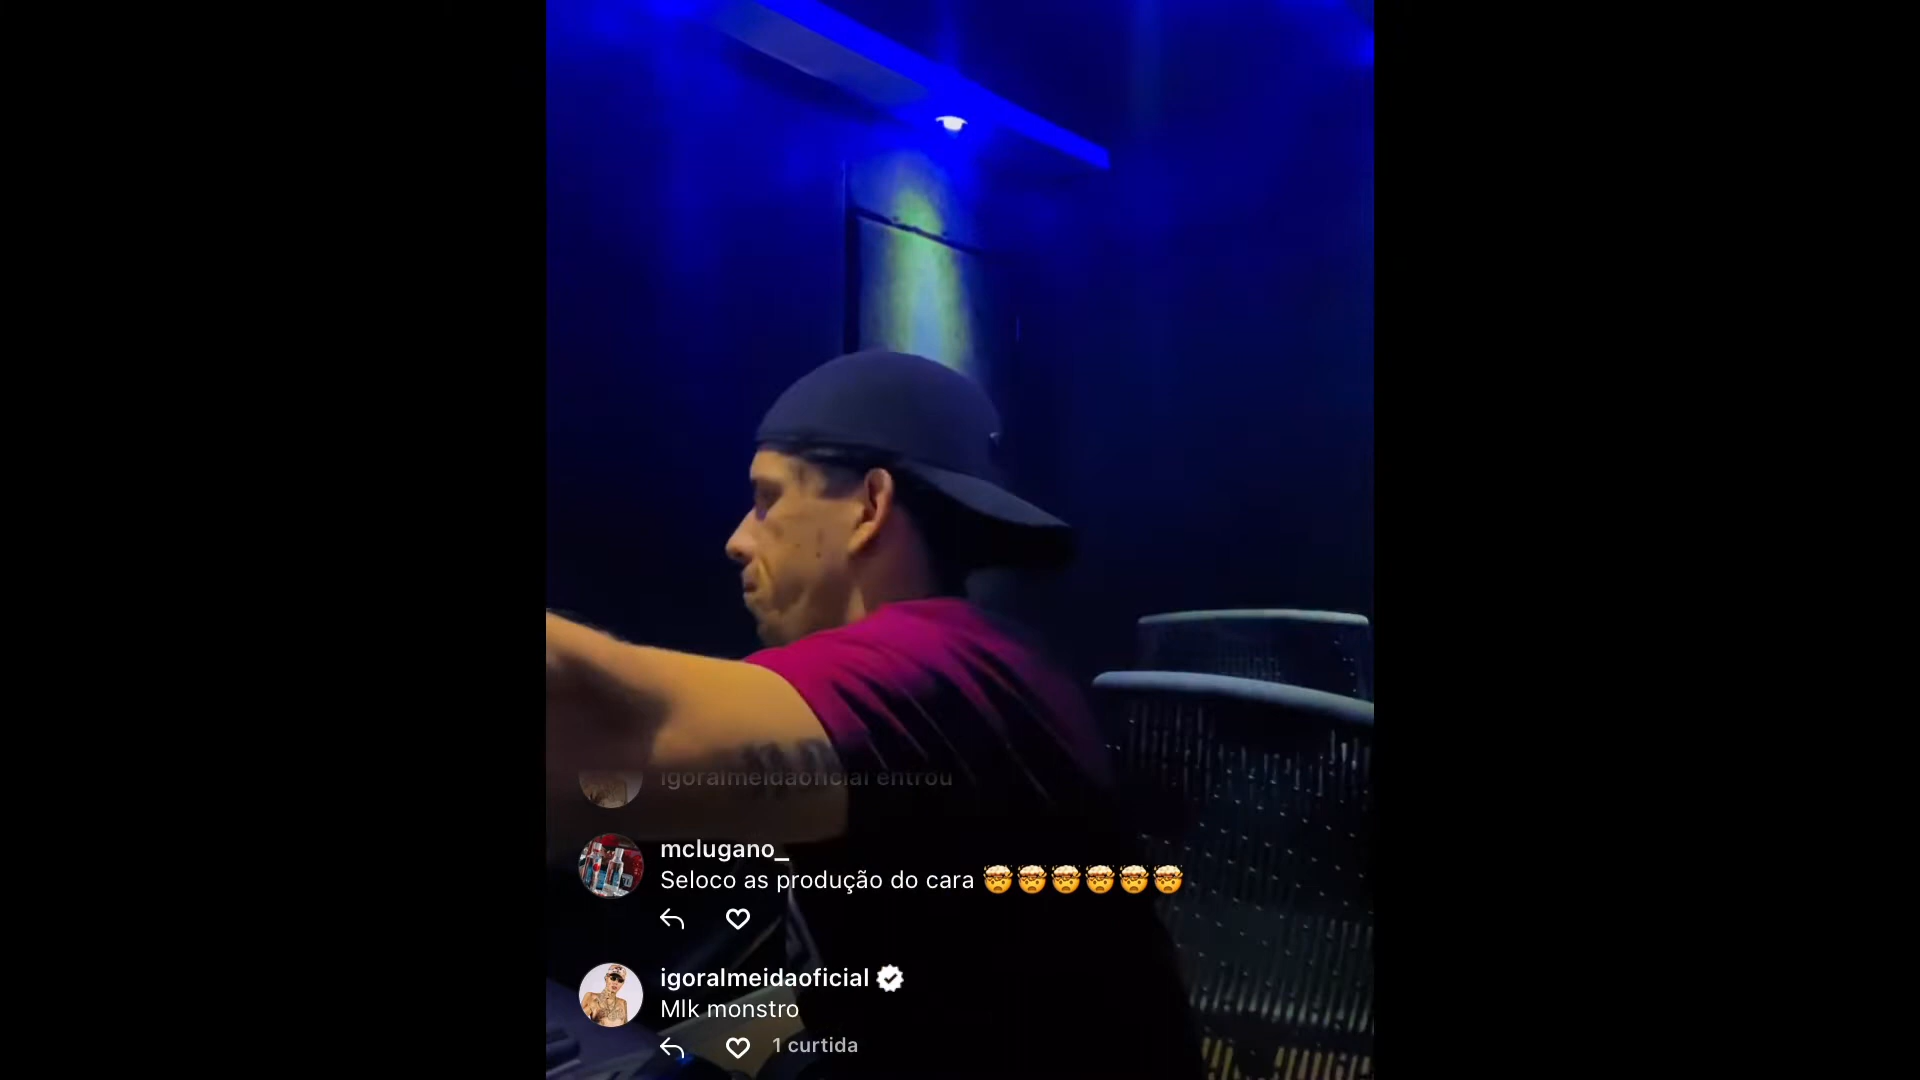 igoralmeidaoficial entrou
mclugano_
Seloco as produção do cara 🤯🤯🤯🤯🤯🤯
igoralmeidaoficial
Mlk monstro
1 curtida